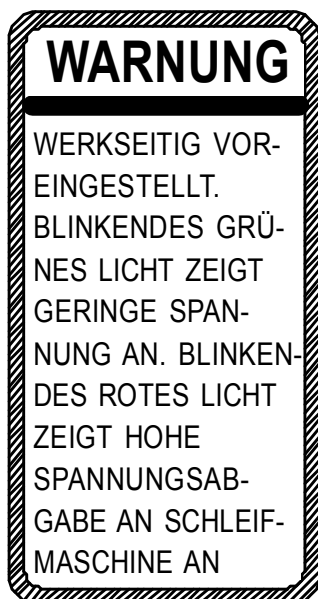 WARNUNG
WERKSEITIG VOR-
EINGESTELLT.
BLINKENDES GRÜ-
NES LICHT ZEIGT
GERINGE SPAN-
NUNG AN. BLINKEN-
DES ROTES LICHT
ZEIGT HOHE
SPANNUNGSAB-
GABE AN SCHLEIF-
MASCHINE AN